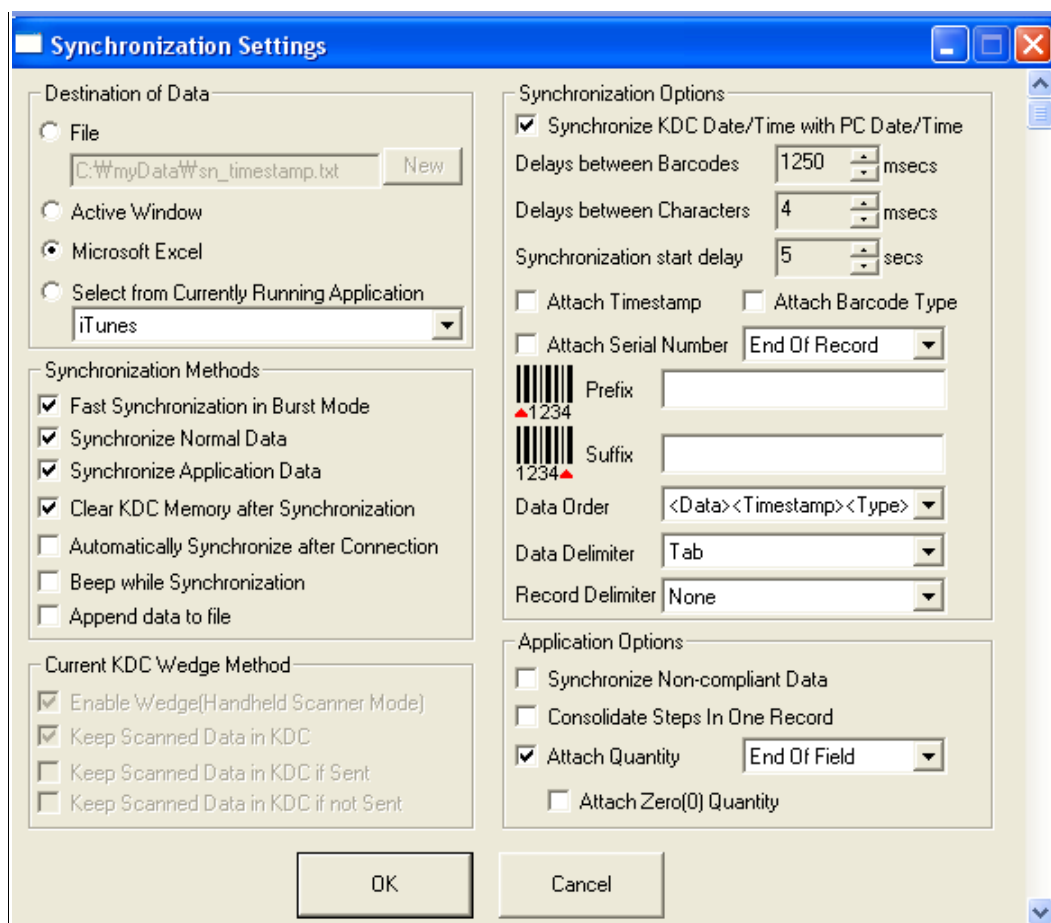 Synchronization Settings
Destination of Data
File
C:₩myData₩sn_timestamp.txt New
Active Window
Microsoft Excel
Select from Currently Running Application
iTunes
Synchronization Methods
Fast Synchronization in Burst Mode
Synchronize Normal Data
Synchronize Application Data
Clear KDC Memory after Synchronization
Automatically Synchronize after Connection
Beep while Synchronization
Append data to file
Current KDC Wedge Method
Enable Wedge(Handheld Scanner Mode)
Keep Scanned Data in KDC
Keep Scanned Data in KDC if Sent
Keep Scanned Data in KDC if not Sent
Synchronization Options
Synchronize KDC Date/Time with PC Date/Time
Delays between Barcodes 1250 msecs
Delays between Characters 4 msecs
Synchronization start delay 5 secs
Attach Timestamp Attach Barcode Type
Attach Serial Number End Of Record
Prefix
1234
Suffix
1234
Data Order <Data><Timestamp><Type>
Data Delimiter Tab
Record Delimiter None
Application Options
Synchronize Non-compliant Data
Consolidate Steps In One Record
Attach Quantity End Of Field
Attach Zero(0) Quantity
OK Cancel